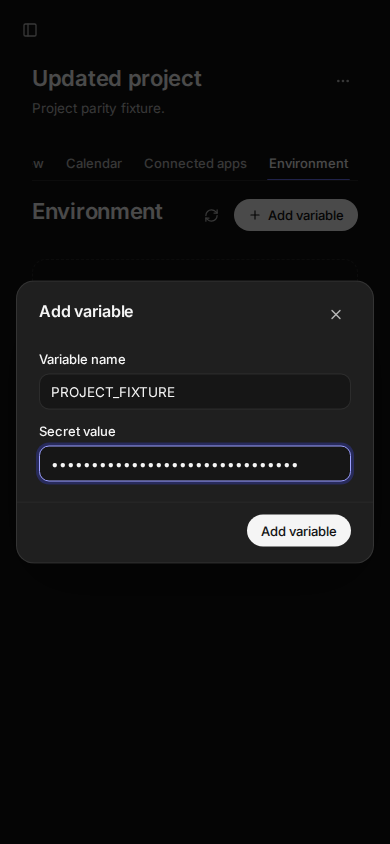 Updated project
Project parity fixture.
w Calendar Connected apps Environment
Environment
Add variable
Add variable
Variable name
PROJECT_FIXTURE
Secret value
•••••••••••••••••••••••••••••••
Add variable